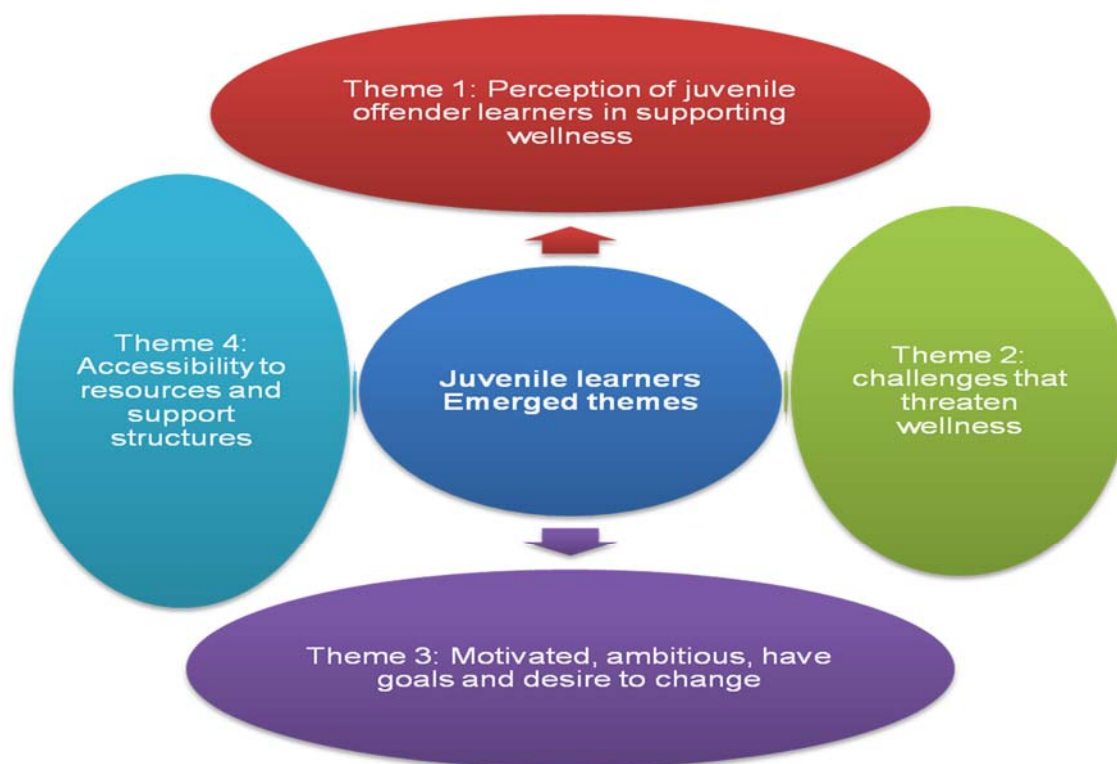 Theme 1: Perception of juvenile
offender learners in supporting
wellness
Theme 4:
Accessibility to
resources and
support
structures
Juvenile learners
Emerged themes
Theme 2:
challenges that
threaten
wellness
Theme 3: Motivated, ambitious, have
goals and desire to change